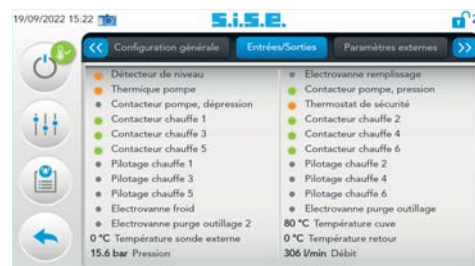 19/09/2022 15:22
S.I.S.E.
2
<< Configuration générale Entrées/Sorties Paramètres externes >>
Détecteur de niveau
Electrovanne remplissage
Thermique pompe
Contacteur pompe, pression
Contacteur pompe, dépression
Thermostat de sécurité
Contacteur chauffe 1
Contacteur chauffe 2
Contacteur chauffe 3
Contacteur chauffe 4
Contacteur chauffe 5
Contacteur chauffe 6
Pilotage chauffe 1
Pilotage chauffe 2
Pilotage chauffe 3
Pilotage chauffe 4
Pilotage chauffe 5
Pilotage chauffe 6
Electrovanne froid
Electrovanne purge outillage
Electrovanne purge outillage 2
80 °C Température cuve
0 °C Température sonde externe
0 °C Température retour
15.6 bar Pression
306 l/min Débit